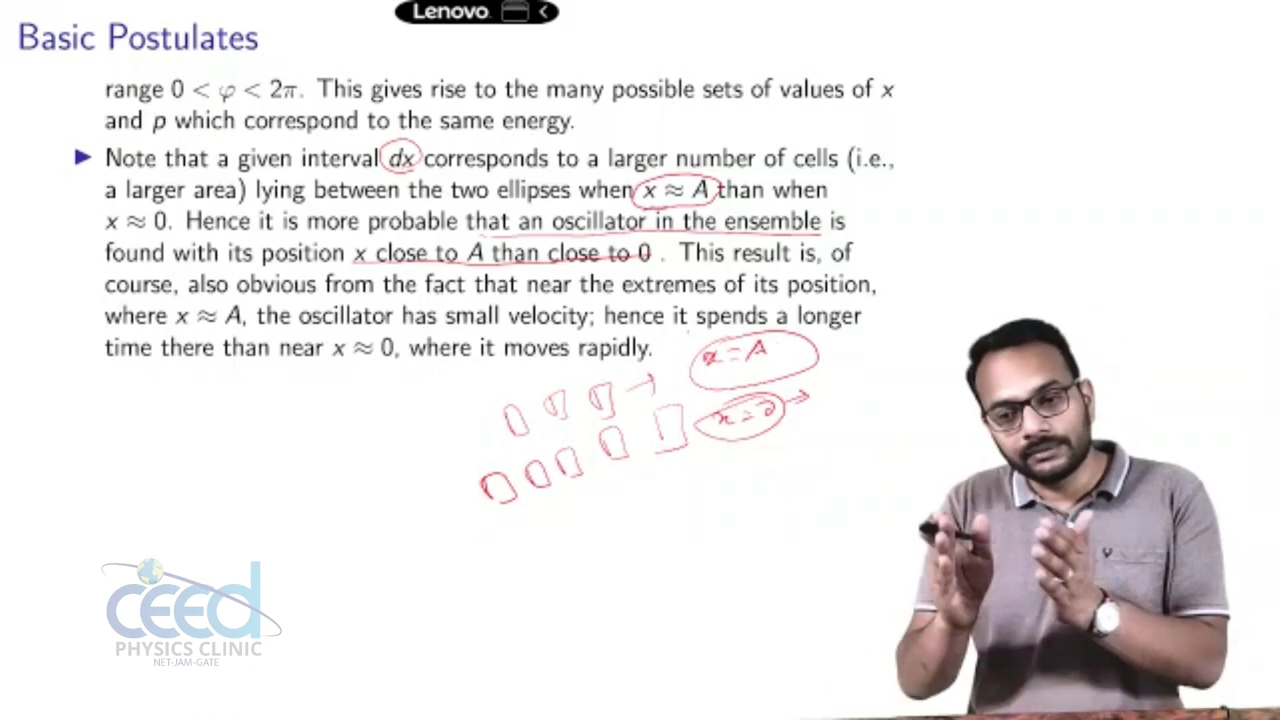 Lenovo
Basic Postulates
range 0 < φ < 2π. This gives rise to the many possible sets of values of x
and p which correspond to the same energy.
▶ Note that a given interval dx corresponds to a larger number of cells (i.e.,
a larger area) lying between the two ellipses when x ≈ A than when
x ≈ 0. Hence it is more probable that an oscillator in the ensemble is
found with its position x close to A than close to 0 . This result is, of
course, also obvious from the fact that near the extremes of its position,
where x ≈ A, the oscillator has small velocity; hence it spends a longer
time there than near x ≈ 0, where it moves rapidly.
x = A
x = 0
ceed
PHYSICS CLINIC
NET-JAM-GATE